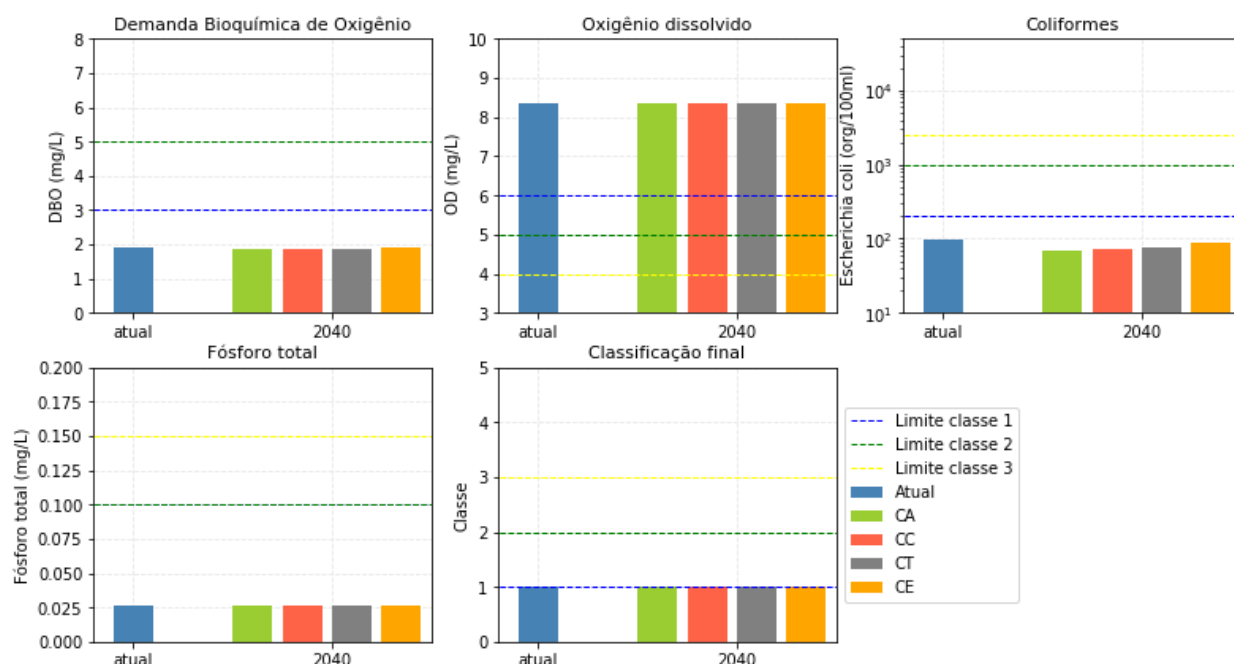 Demanda Bioquímica de Oxigênio
DBO (mg/L)
8
7
6
5
4
3
2
1
0
atual
2040
Oxigênio dissolvido
OD (mg/L)
10
9
8
7
6
5
4
3
atual
2040
Coliformes
Escherichia coli (org/100ml)
10⁴
10³
10²
10¹
atual
2040
Fósforo total
Fósforo total (mg/L)
0.200
0.175
0.150
0.125
0.100
0.075
0.050
0.025
0.000
atual
2040
Classificação final
Classe
5
4
3
2
1
0
atual
2040
Limite classe 1
Limite classe 2
Limite classe 3
Atual
CA
CC
CT
CE